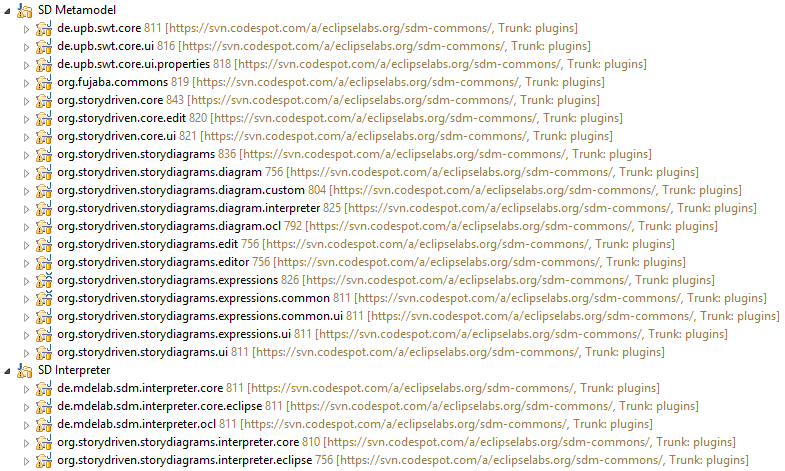 SD Metamodel
de.upb.swt.core 811 [https://svn.codespot.com/a/eclipselabs.org/sdm-commons/, Trunk: plugins]
de.upb.swt.core.ui 816 [https://svn.codespot.com/a/eclipselabs.org/sdm-commons/, Trunk: plugins]
de.upb.swt.core.ui.properties 818 [https://svn.codespot.com/a/eclipselabs.org/sdm-commons/, Trunk: plugins]
org.fujaba.commons 819 [https://svn.codespot.com/a/eclipselabs.org/sdm-commons/, Trunk: plugins]
org.storydriven.core 843 [https://svn.codespot.com/a/eclipselabs.org/sdm-commons/, Trunk: plugins]
org.storydriven.core.edit 820 [https://svn.codespot.com/a/eclipselabs.org/sdm-commons/, Trunk: plugins]
org.storydriven.core.ui 821 [https://svn.codespot.com/a/eclipselabs.org/sdm-commons/, Trunk: plugins]
org.storydriven.storydiagrams 836 [https://svn.codespot.com/a/eclipselabs.org/sdm-commons/, Trunk: plugins]
org.storydriven.storydiagrams.diagram 756 [https://svn.codespot.com/a/eclipselabs.org/sdm-commons/, Trunk: plugins]
org.storydriven.storydiagrams.diagram.custom 804 [https://svn.codespot.com/a/eclipselabs.org/sdm-commons/, Trunk: plugins]
org.storydriven.storydiagrams.diagram.interpreter 825 [https://svn.codespot.com/a/eclipselabs.org/sdm-commons/, Trunk: plugins]
org.storydriven.storydiagrams.diagram.ocl 792 [https://svn.codespot.com/a/eclipselabs.org/sdm-commons/, Trunk: plugins]
org.storydriven.storydiagrams.edit 756 [https://svn.codespot.com/a/eclipselabs.org/sdm-commons/, Trunk: plugins]
org.storydriven.storydiagrams.editor 756 [https://svn.codespot.com/a/eclipselabs.org/sdm-commons/, Trunk: plugins]
org.storydriven.storydiagrams.expressions 826 [https://svn.codespot.com/a/eclipselabs.org/sdm-commons/, Trunk: plugins]
org.storydriven.storydiagrams.expressions.common 811 [https://svn.codespot.com/a/eclipselabs.org/sdm-commons/, Trunk: plugins]
org.storydriven.storydiagrams.expressions.common.ui 811 [https://svn.codespot.com/a/eclipselabs.org/sdm-commons/, Trunk: plugins]
org.storydriven.storydiagrams.expressions.ui 811 [https://svn.codespot.com/a/eclipselabs.org/sdm-commons/, Trunk: plugins]
org.storydriven.storydiagrams.ui 811 [https://svn.codespot.com/a/eclipselabs.org/sdm-commons/, Trunk: plugins]
SD Interpreter
de.mdelab.sdm.interpreter.core 811 [https://svn.codespot.com/a/eclipselabs.org/sdm-commons/, Trunk: plugins]
de.mdelab.sdm.interpreter.core.eclipse 811 [https://svn.codespot.com/a/eclipselabs.org/sdm-commons/, Trunk: plugins]
de.mdelab.sdm.interpreter.ocl 811 [https://svn.codespot.com/a/eclipselabs.org/sdm-commons/, Trunk: plugins]
org.storydriven.storydiagrams.interpreter.core 810 [https://svn.codespot.com/a/eclipselabs.org/sdm-commons/, Trunk: plugins]
org.storydriven.storydiagrams.interpreter.eclipse 756 [https://svn.codespot.com/a/eclipselabs.org/sdm-commons/, Trunk: plugins]